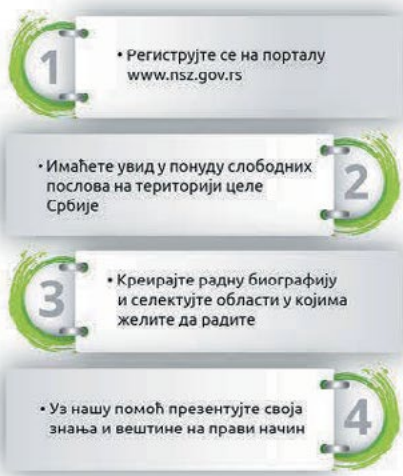 1
• Региструјте се на порталу
www.nsz.gov.rs
• Имаћете увид у понуду слободних
послова на територији целе
Србије
2
3
• Креирајте радну биографију
и селектујте области у којима
желите да радите
• Уз нашу помоћ презентујте своја
знања и вештине на прави начин
4